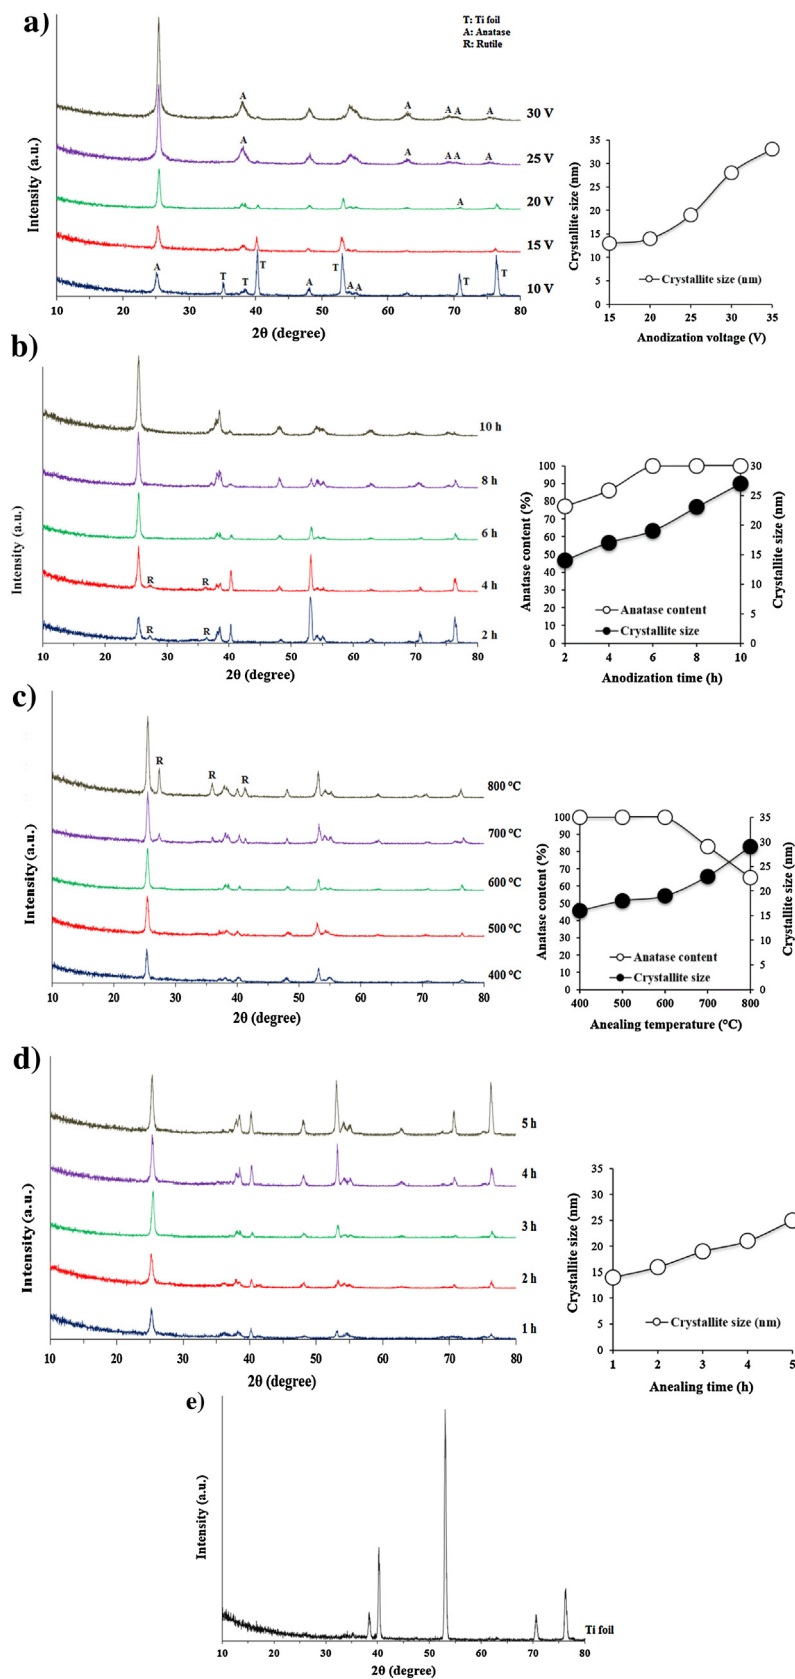 a)
T: Ti foil
A: Anatase
R: Rutile
Intensity (a.u.)
A
A A A
30 V
A
A A A A
25 V
A
20 V
15 V
A T T T A T A A T T
10 V
10 20 30 40 50 60 70 80
2θ (degree)
Crystallite size (nm)
35
30
25
20
15
10
5
0
Crystallite size (nm)
15 20 25 30 35
Anodization voltage (V)
b)
Intensity (a.u.)
10 h
8 h
6 h
R R
4 h
R R
2 h
10 20 30 40 50 60 70 80
2θ (degree)
Anatase content (%)
100
90
80
70
60
50
40
30
20
10
0
Anatase content
Crystallite size
30
25
20
15
10
5
0
Crystallite size (nm)
2 4 6 8 10
Anodization time (h)
c)
Intensity (a.u.)
R R R
800 °C
700 °C
600 °C
500 °C
400 °C
10 20 30 40 50 60 70 80
2θ (degree)
Anatase content (%)
100
90
80
70
60
50
40
30
20
10
0
Anatase content
Crystallite size
35
30
25
20
15
10
5
0
Crystallite size (nm)
400 500 600 700 800
Anealing temperature (°C)
d)
Intensity (a.u.)
5 h
4 h
3 h
2 h
1 h
10 20 30 40 50 60 70 80
2θ (degree)
Crystallite size (nm)
35
30
25
20
15
10
5
0
Crystallite size (nm)
1 2 3 4 5
Anealing time (h)
e)
Intensity (a.u.)
Ti foil
10 20 30 40 50 60 70 80
2θ (degree)